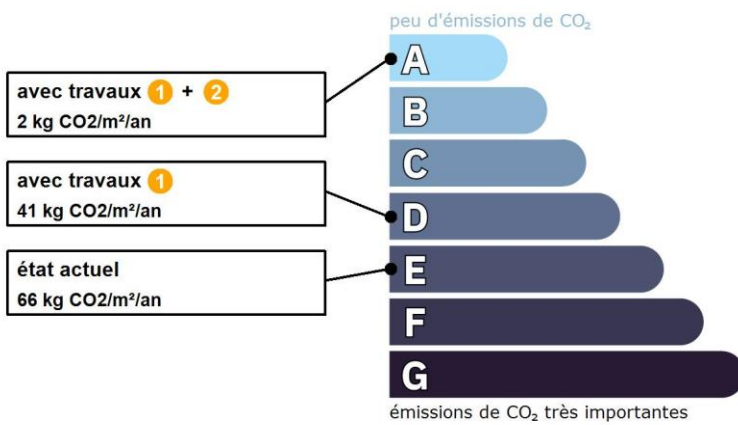 peu d'émissions de CO₂
A
avec travaux 1 + 2
2 kg CO2/m²/an
B
C
avec travaux 1
41 kg CO2/m²/an
D
E
état actuel
66 kg CO2/m²/an
F
G
émissions de CO₂ très importantes